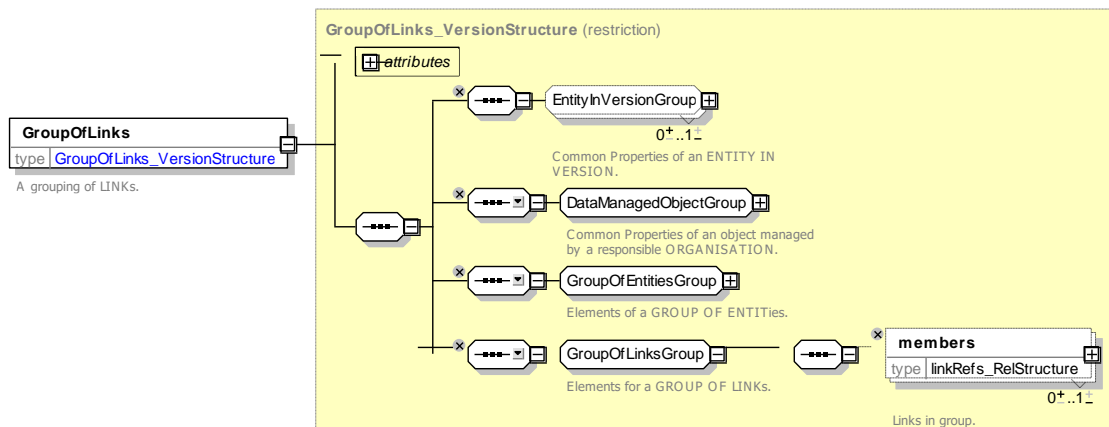 GroupOfLinks_VersionStructure (restriction)
attributes
EntityInVersionGroup
0..1
Common Properties of an ENTITY IN
VERSION.
GroupOfLinks
type GroupOfLinks_VersionStructure
A grouping of LINKs.
DataManagedObjectGroup
Common Properties of an object managed
by a responsible ORGANISATION.
GroupOfEntitiesGroup
Elements of a GROUP OF ENTITies.
GroupOfLinksGroup
Elements for a GROUP OF LINKs.
members
type linkRefs_RelStructure
0..1
Links in group.